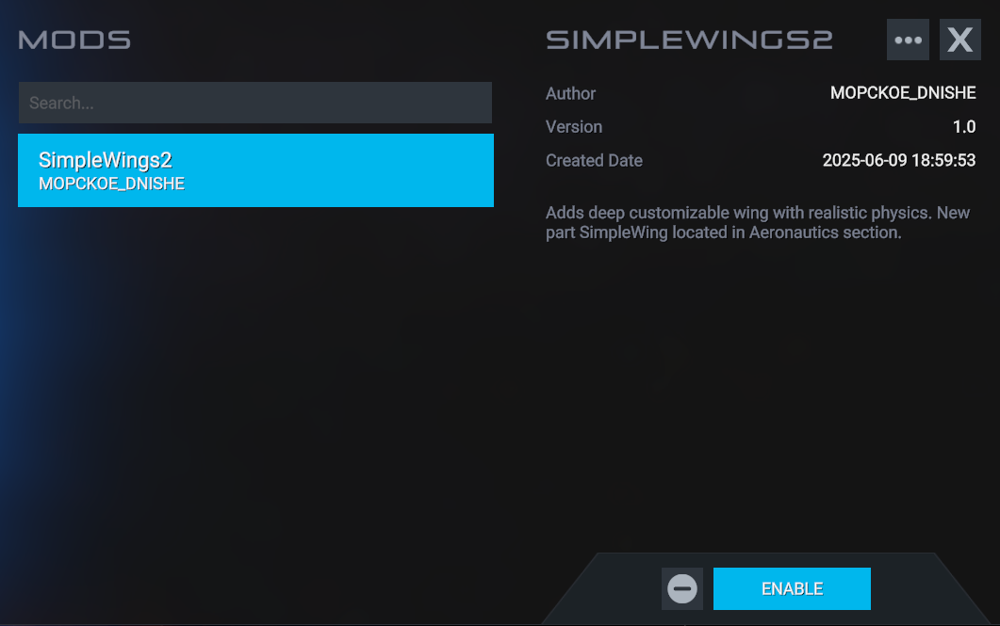 MODS
Search...
SimpleWings2
MOPCKOE_DNISHE
SIMPLEWINGS2
X
Author MOPCKOE_DNISHE
Version 1.0
Created Date 2025-06-09 18:59:53
Adds deep customizable wing with realistic physics. New
part SimpleWing located in Aeronautics section.
ENABLE